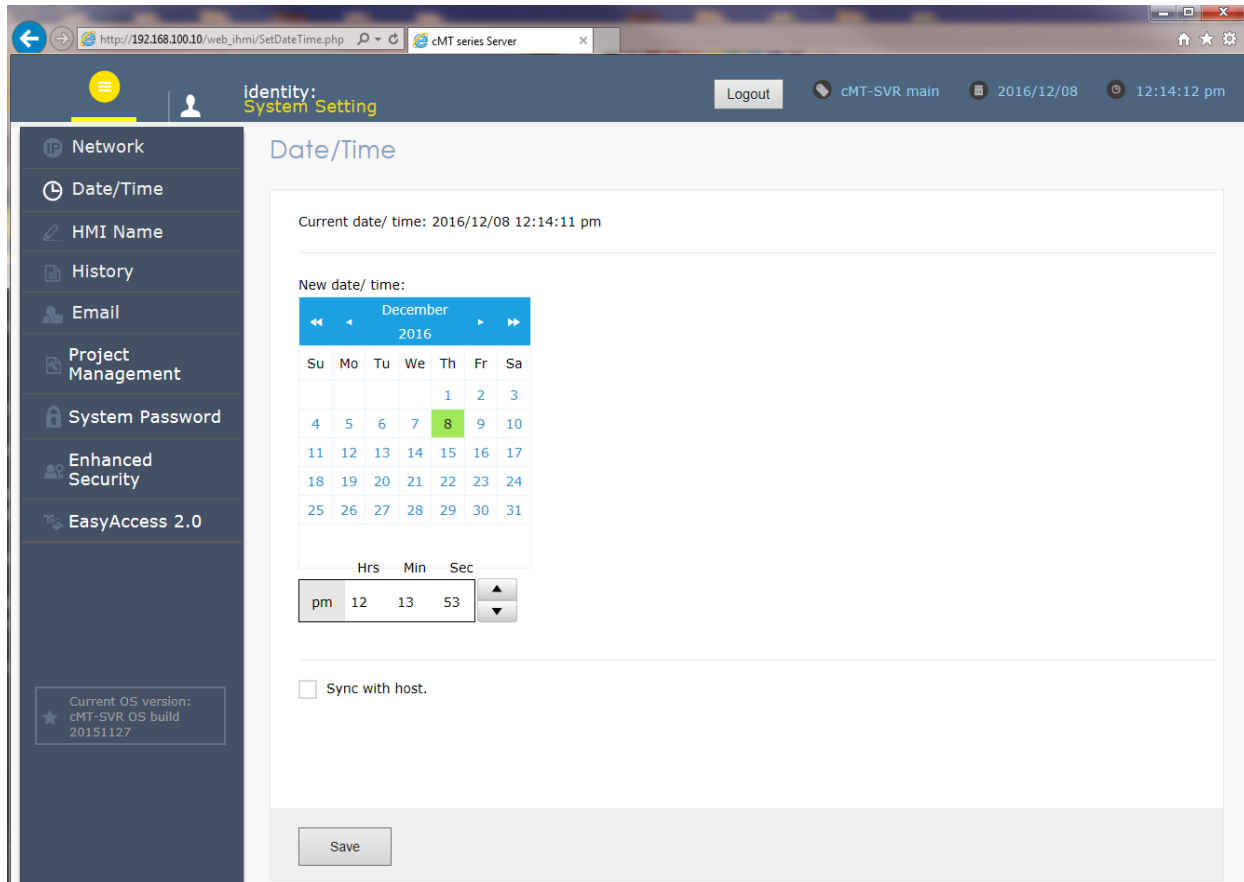 http://192.168.100.10/web_ihmi/SetDateTime.php
cMT series Server
identity:
System Setting
Logout
cMT-SVR main
2016/12/08
12:14:12 pm
Network
Date/Time
HMI Name
History
Email
Project
Management
System Password
Enhanced
Security
EasyAccess 2.0
Current OS version:
cMT-SVR OS build
20151127
Date/Time
Current date/ time: 2016/12/08 12:14:11 pm
New date/ time:
December
2016
Su Mo Tu We Th Fr Sa
1 2 3
4 5 6 7 8 9 10
11 12 13 14 15 16 17
18 19 20 21 22 23 24
25 26 27 28 29 30 31
Hrs Min Sec
pm 12 13 53
Sync with host.
Save